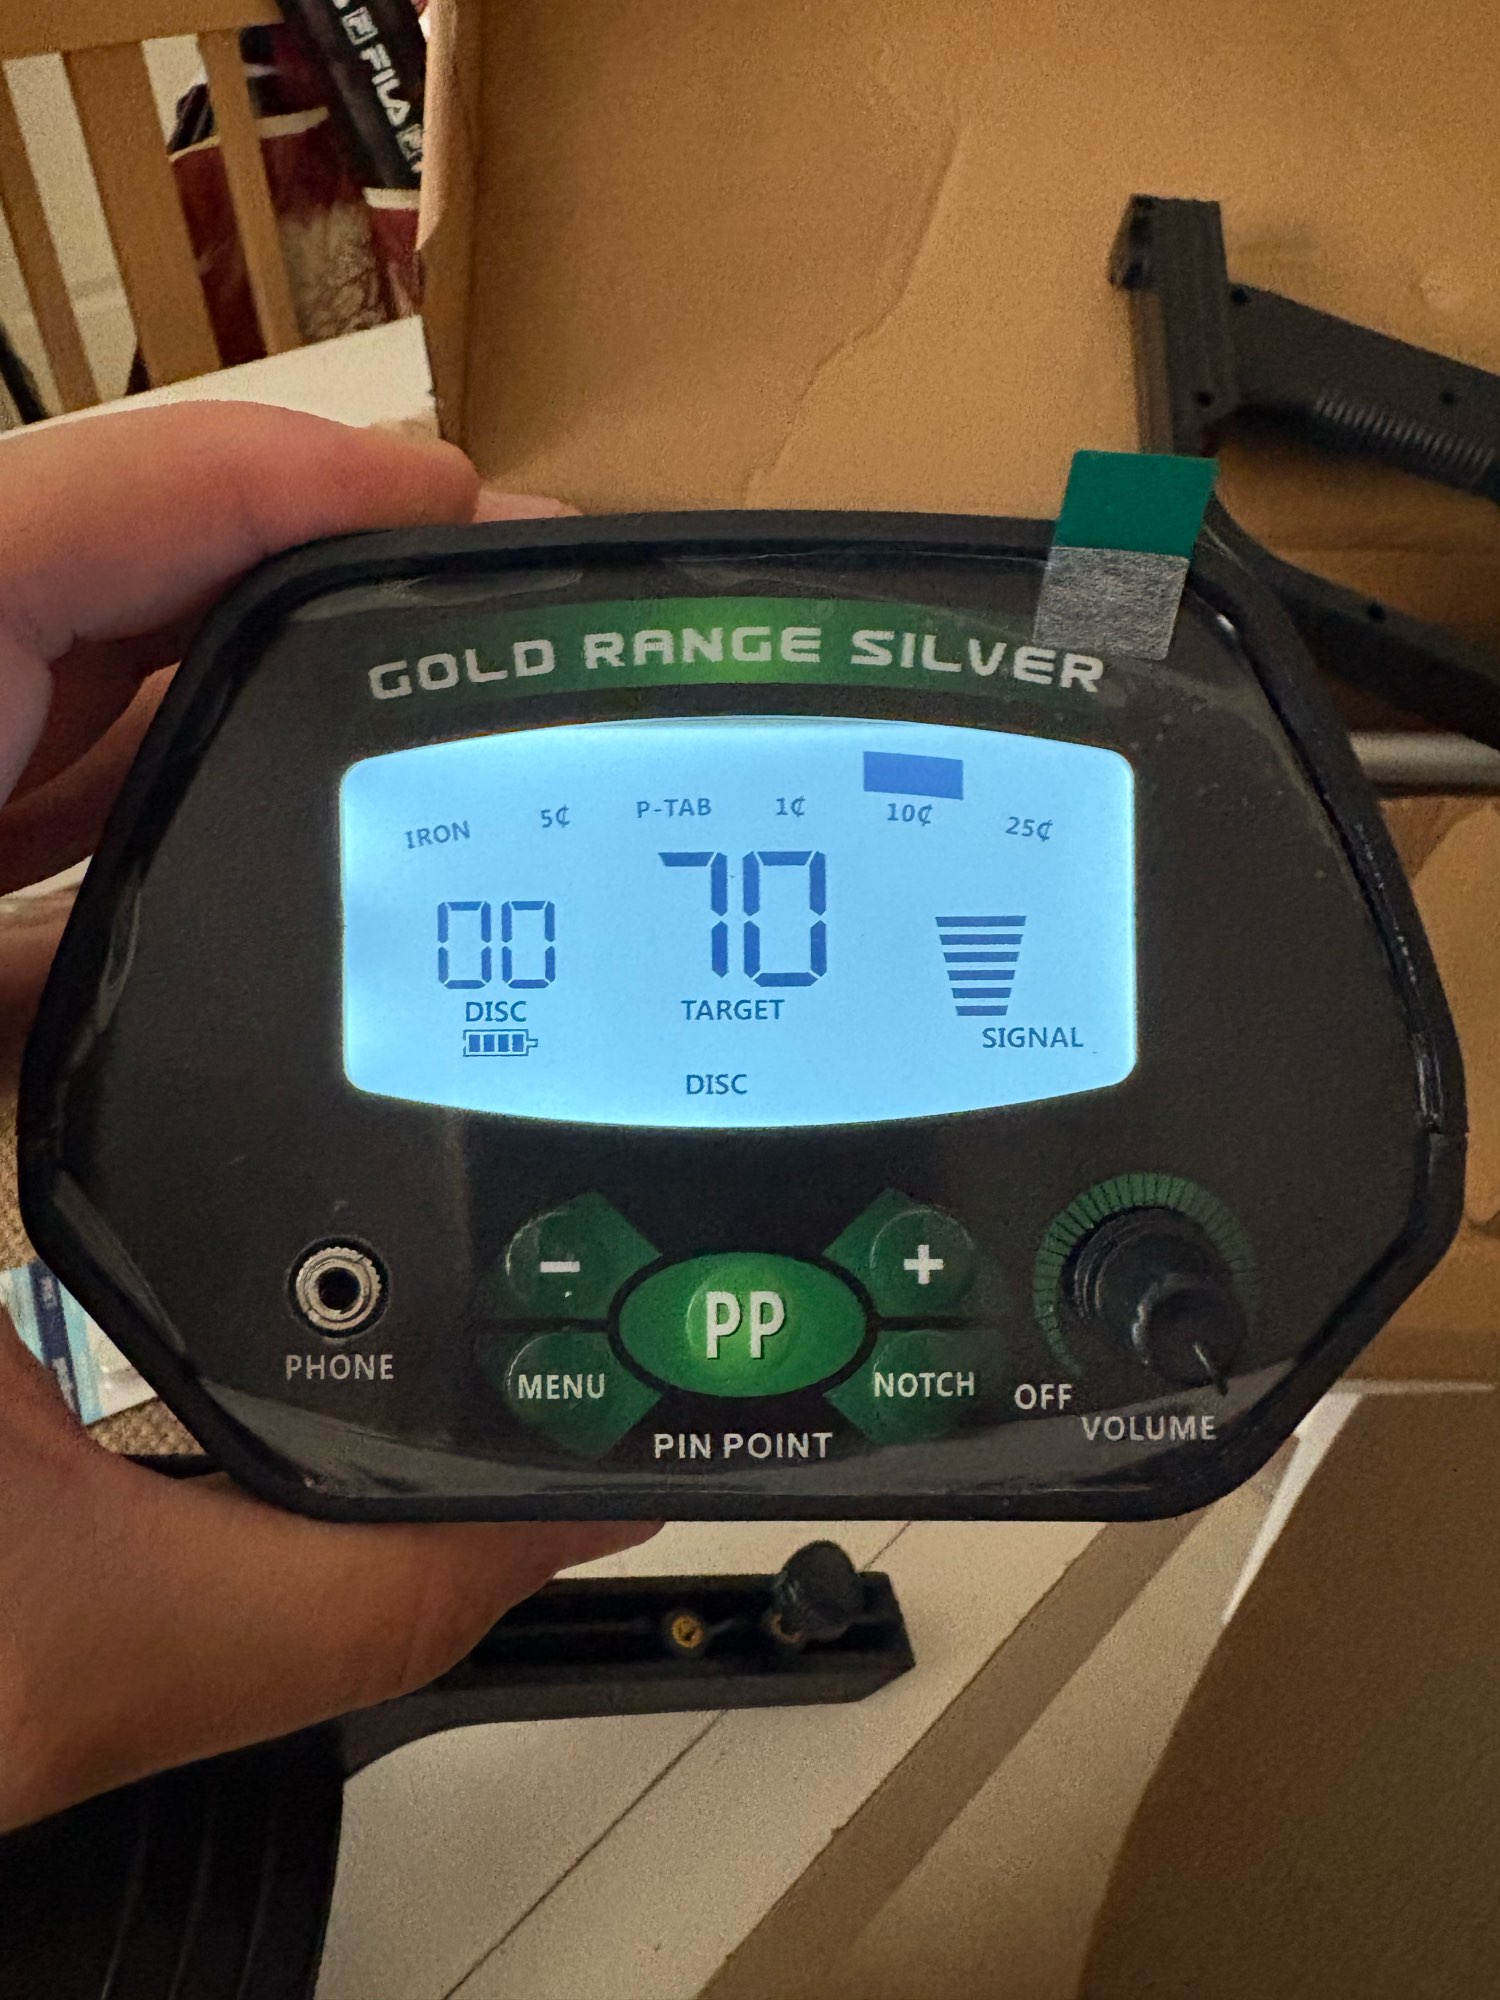 FILA
GOLD RANGE SILVER
IRON 5¢ P-TAB 1¢ 10¢ 25¢
00 70
DISC TARGET SIGNAL
DISC
PHONE
- +
PP
MENU NOTCH
PIN POINT
OFF
VOLUME